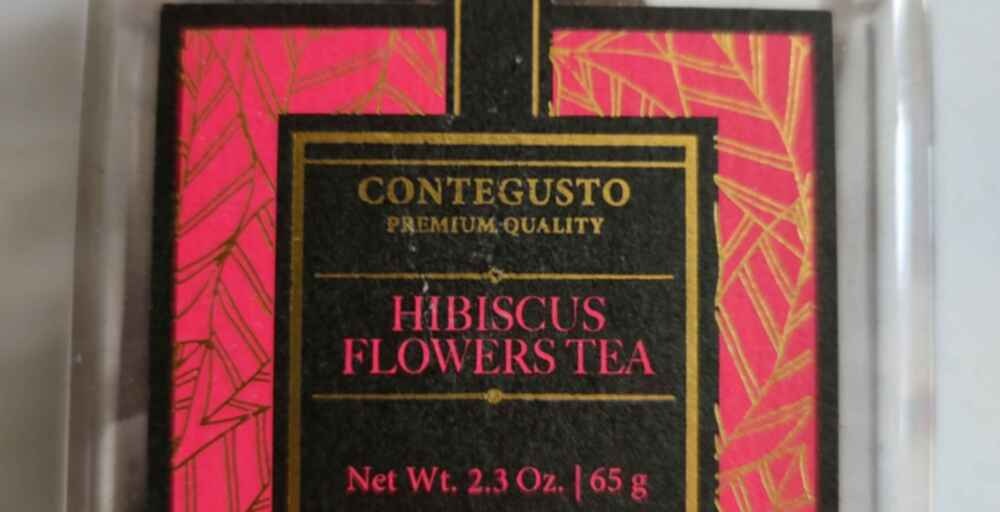 CONTEGUSTO
PREMIUM QUALITY
HIBISCUS
FLOWERS TEA
Net Wt. 2.3 Oz. | 65 g